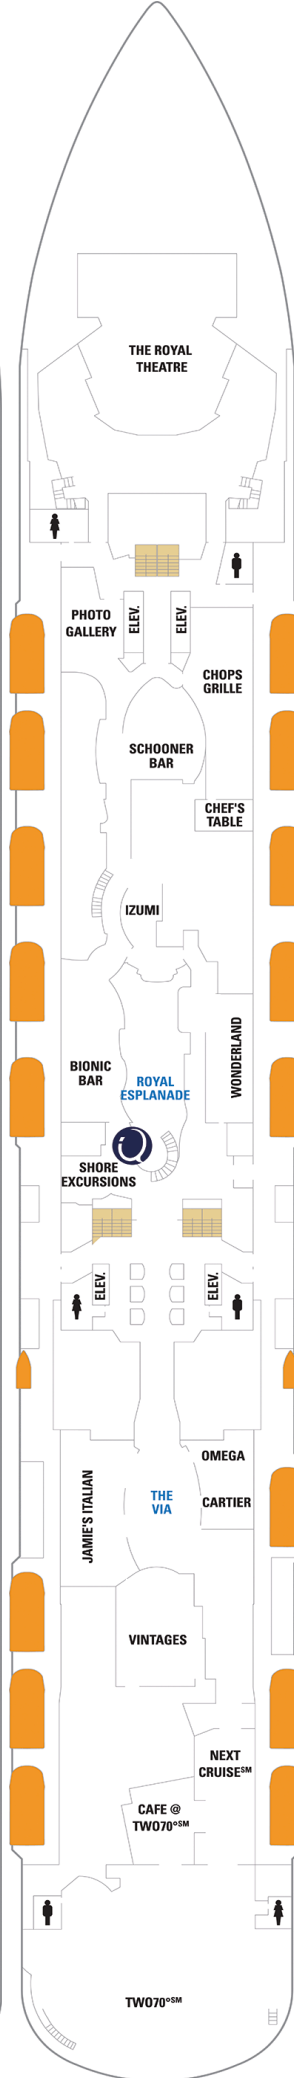 THE ROYAL
THEATRE
PHOTO
GALLERY
ELEV.
ELEV.
CHOPS
GRILLE
SCHOONER
BAR
CHEF'S
TABLE
IZUMI
BIONIC
BAR
ROYAL
ESPLANADE
WONDERLAND
iQ
SHORE
EXCURSIONS
ELEV.
ELEV.
OMEGA
JAMIE'S ITALIAN
THE
VIA
CARTIER
VINTAGES
NEXT
CRUISE℠
CAFE @
TWO70°℠
TWO70°℠